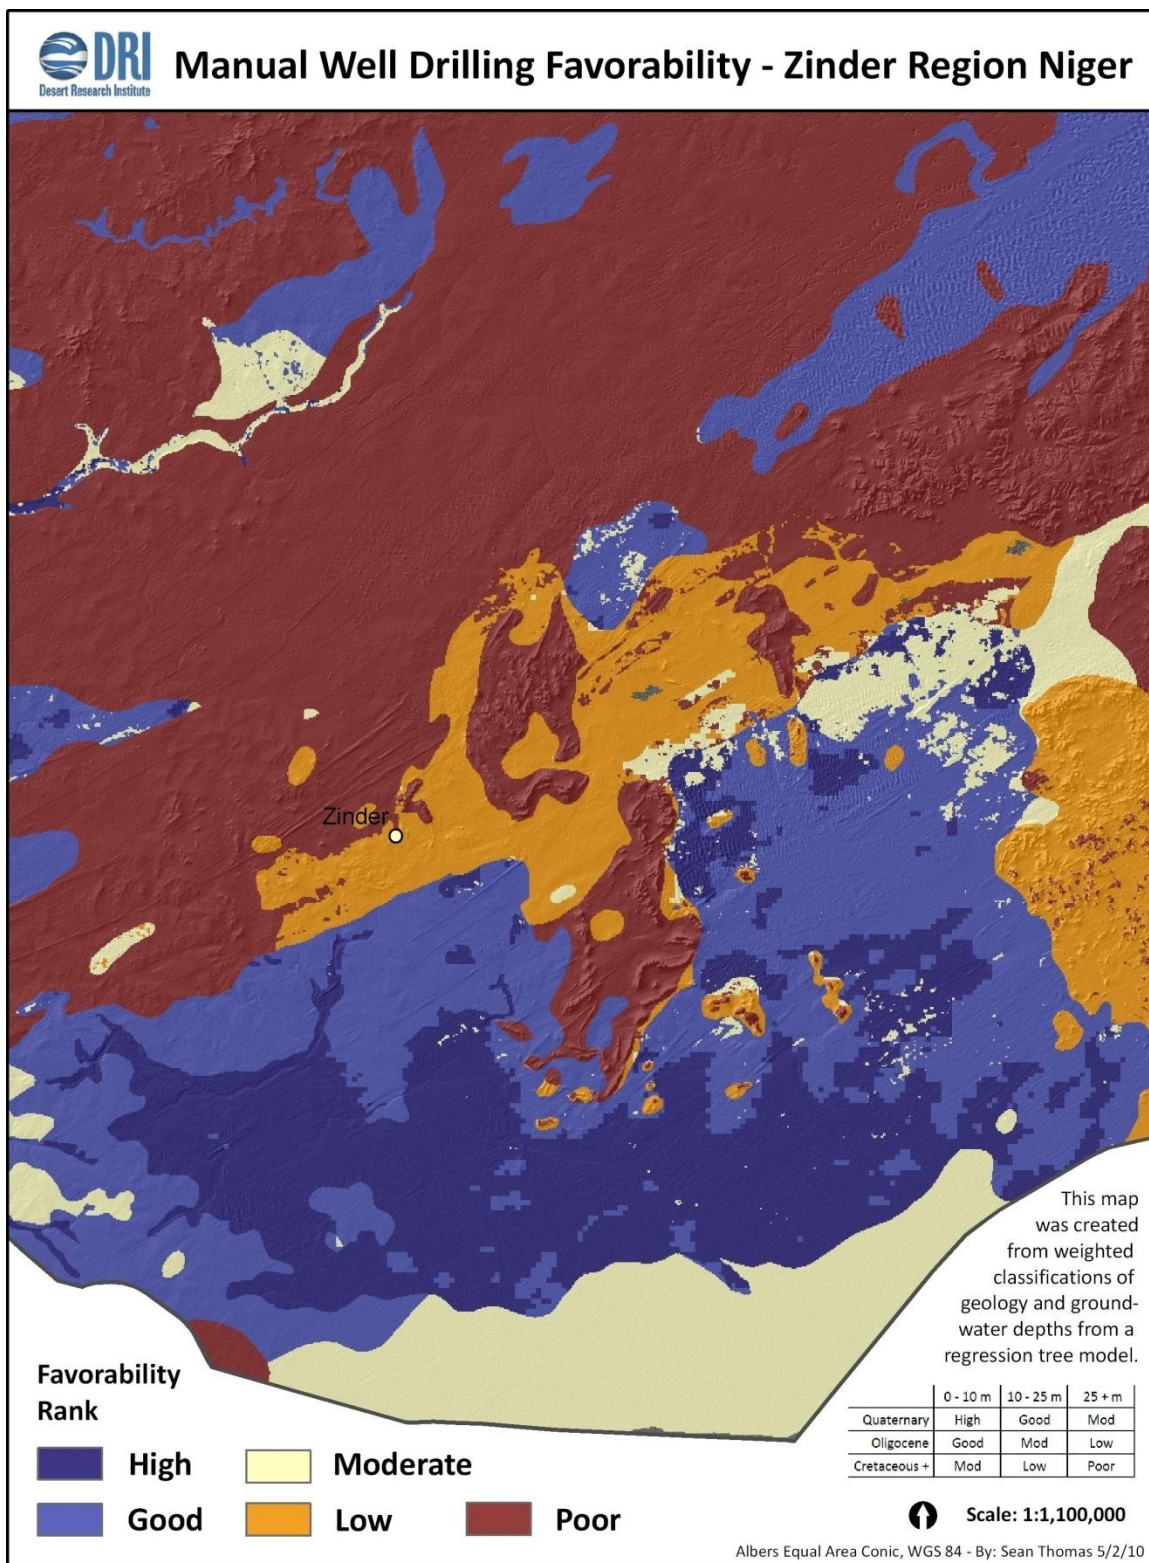 DRI
Desert Research Institute
Manual Well Drilling Favorability - Zinder Region Niger
Zinder
This map
was created
from weighted
classifications of
geology and ground-
water depths from a
regression tree model.
Favorability
Rank
High
Moderate
Good
Low
Poor
0 - 10 m 10 - 25 m 25 + m
Quaternary High Good Mod
Oligocene Good Mod Low
Cretaceous + Mod Low Poor
Scale: 1:1,100,000
Albers Equal Area Conic, WGS 84 - By: Sean Thomas 5/2/10